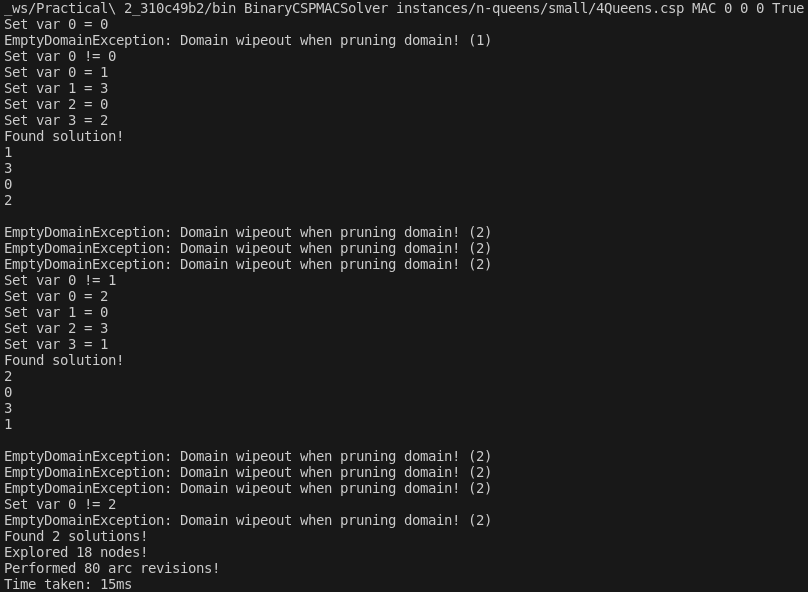 _ws/Practical\ 2_310c49b2/bin BinaryCSPMACSolver instances/n-queens/small/4Queens.csp MAC 0 0 0 True
Set var 0 = 0
EmptyDomainException: Domain wipeout when pruning domain! (1)
Set var 0 != 0
Set var 0 = 1
Set var 1 = 3
Set var 2 = 0
Set var 3 = 2
Found solution!
1
3
0
2

EmptyDomainException: Domain wipeout when pruning domain! (2)
EmptyDomainException: Domain wipeout when pruning domain! (2)
EmptyDomainException: Domain wipeout when pruning domain! (2)
Set var 0 != 1
Set var 0 = 2
Set var 1 = 0
Set var 2 = 3
Set var 3 = 1
Found solution!
2
0
3
1

EmptyDomainException: Domain wipeout when pruning domain! (2)
EmptyDomainException: Domain wipeout when pruning domain! (2)
EmptyDomainException: Domain wipeout when pruning domain! (2)
Set var 0 != 2
EmptyDomainException: Domain wipeout when pruning domain! (2)
Found 2 solutions!
Explored 18 nodes!
Performed 80 arc revisions!
Time taken: 15ms